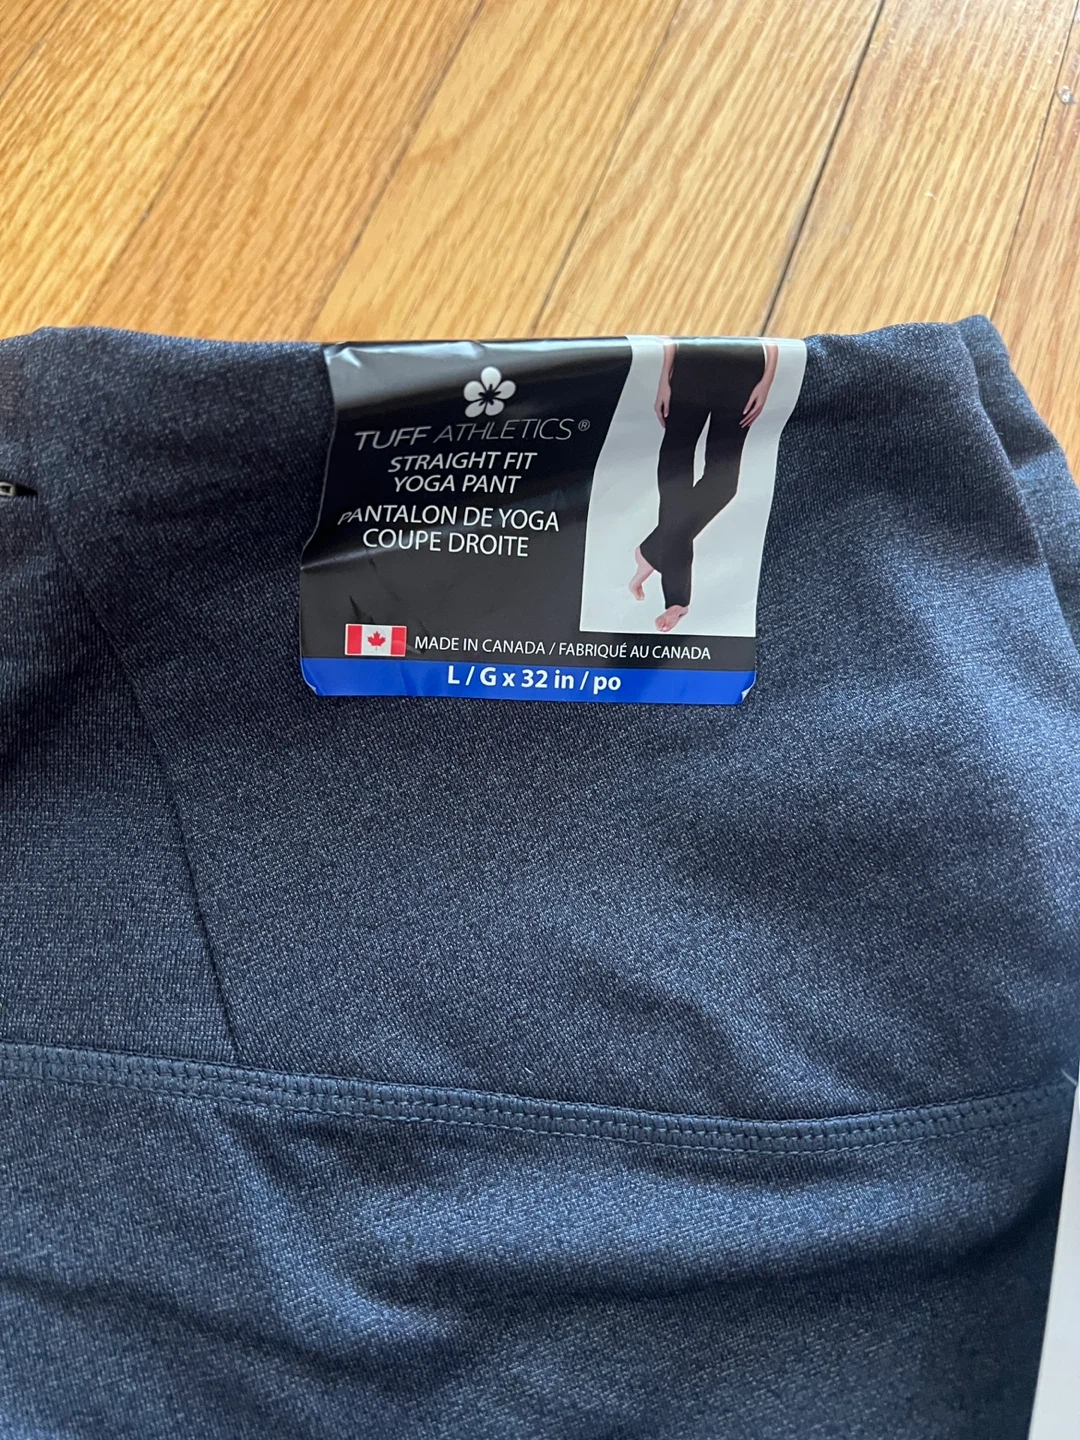 TUFF ATHLETICS®
STRAIGHT FIT
YOGA PANT
PANTALON DE YOGA
COUPE DROITE
MADE IN CANADA / FABRIQUÉ AU CANADA
L / G x 32 in / po